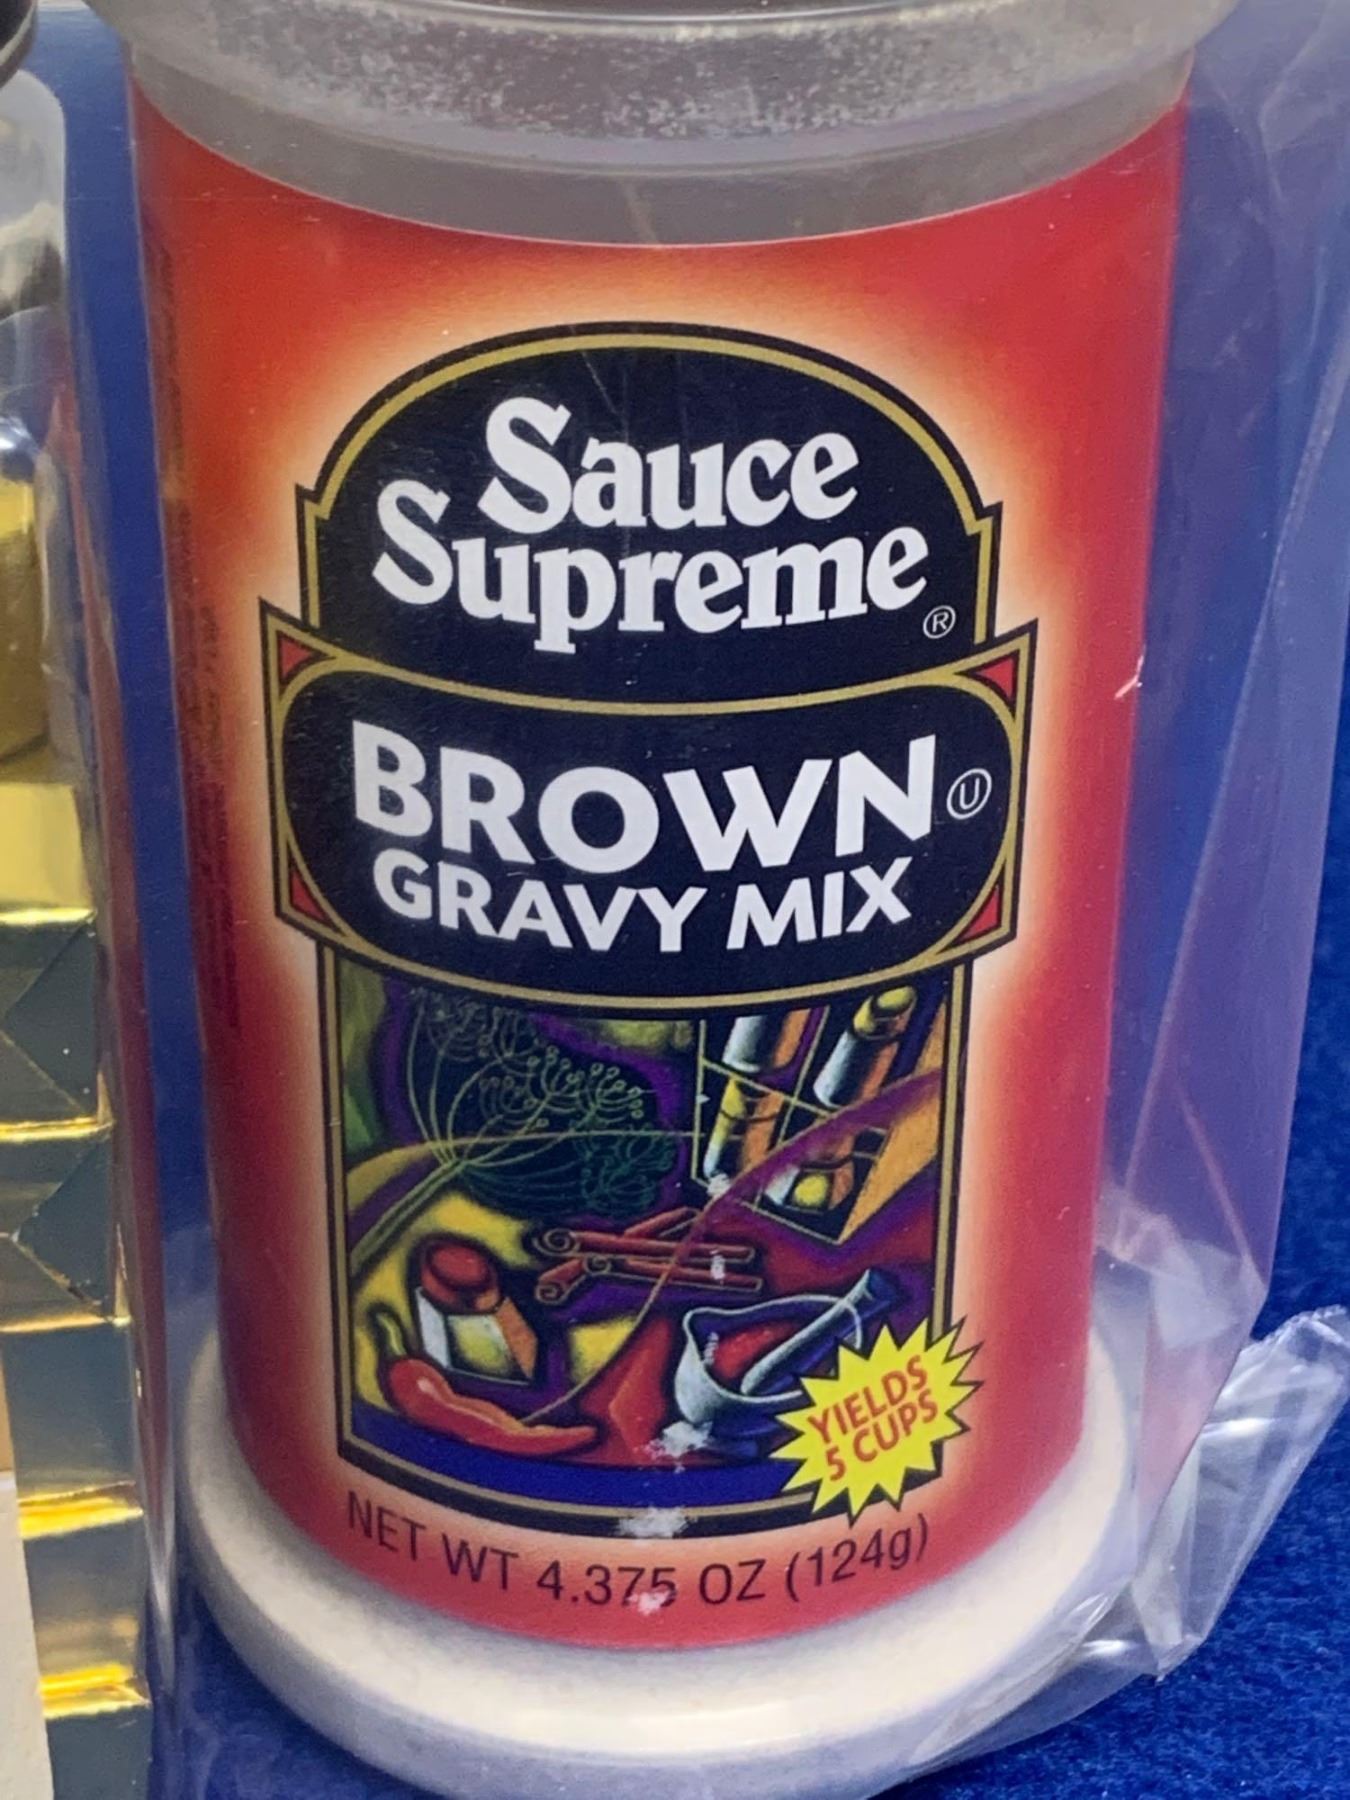 Sauce
Supreme®
BROWN Ⓤ
GRAVY MIX
YIELDS
5 CUPS
NET WT 4.375 OZ (124g)